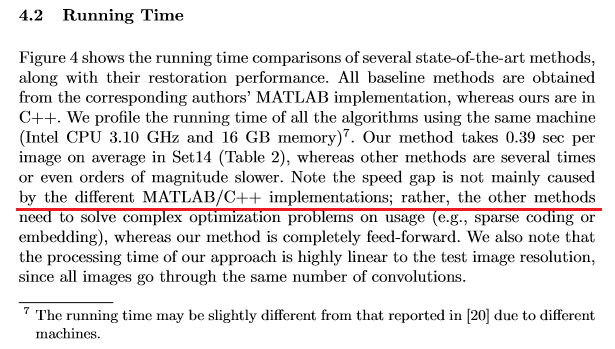 4.2 Running Time
Figure 4 shows the running time comparisons of several state-of-the-art methods,
along with their restoration performance. All baseline methods are obtained
from the corresponding authors' MATLAB implementation, whereas ours are in
C++. We profile the running time of all the algorithms using the same machine
(Intel CPU 3.10 GHz and 16 GB memory)7. Our method takes 0.39 sec per
image on average in Set14 (Table 2), whereas other methods are several times
or even orders of magnitude slower. Note the speed gap is not mainly caused
by the different MATLAB/C++ implementations; rather, the other methods
need to solve complex optimization problems on usage (e.g., sparse coding or
embedding), whereas our method is completely feed-forward. We also note that
the processing time of our approach is highly linear to the test image resolution,
since all images go through the same number of convolutions.
7 The running time may be slightly different from that reported in [20] due to different
machines.